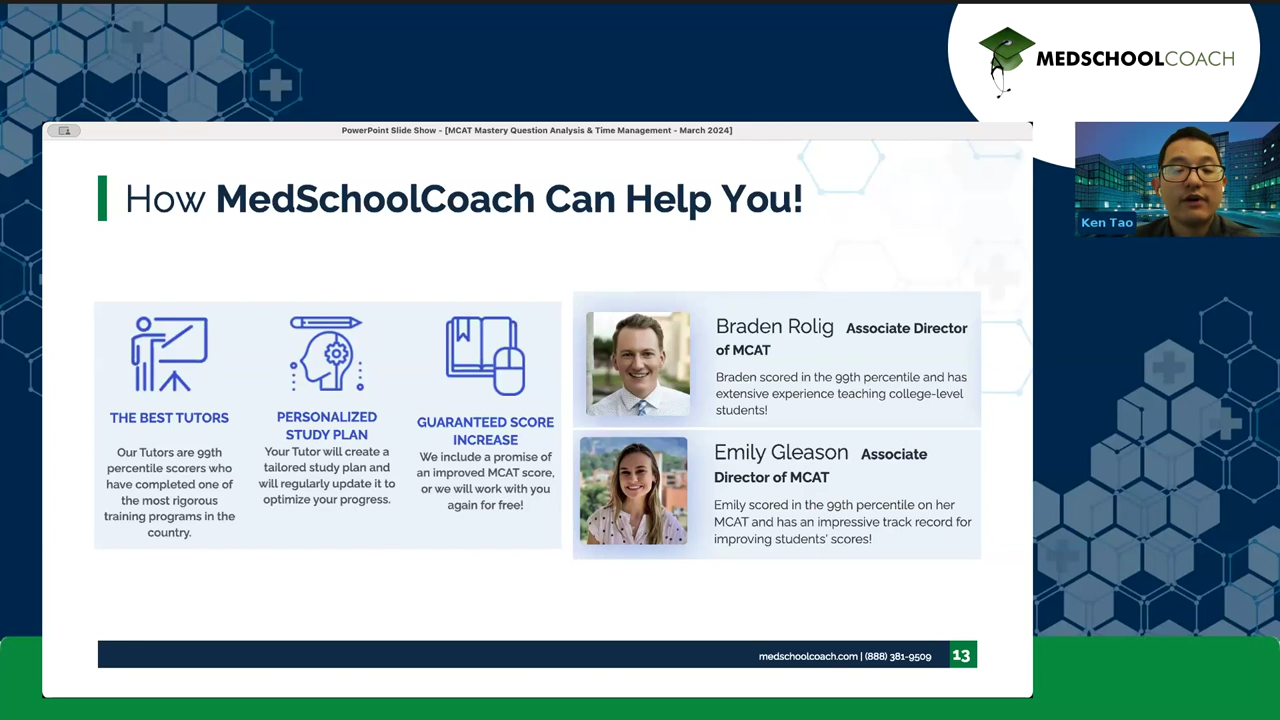 MEDSCHOOLCOACH
PowerPoint Slide Show - [MCAT Mastery Question Analysis & Time Management - March 2024]
How MedSchoolCoach Can Help You!
Ken Tao
THE BEST TUTORS
Our Tutors are 99th
percentile scorers who
have completed one of
the most rigorous
training programs in the
country.
PERSONALIZED
STUDY PLAN
Your Tutor will create a
tailored study plan and
will regularly update it to
optimize your progress.
GUARANTEED SCORE
INCREASE
We include a promise of
an improved MCAT score,
or we will work with you
again for free!
Braden Rolig Associate Director
of MCAT
Braden scored in the 99th percentile and has
extensive experience teaching college-level
students!
Emily Gleason Associate
Director of MCAT
Emily scored in the 99th percentile on her
MCAT and has an impressive track record for
improving students' scores!
medschoolcoach.com | (888) 381-9509 13